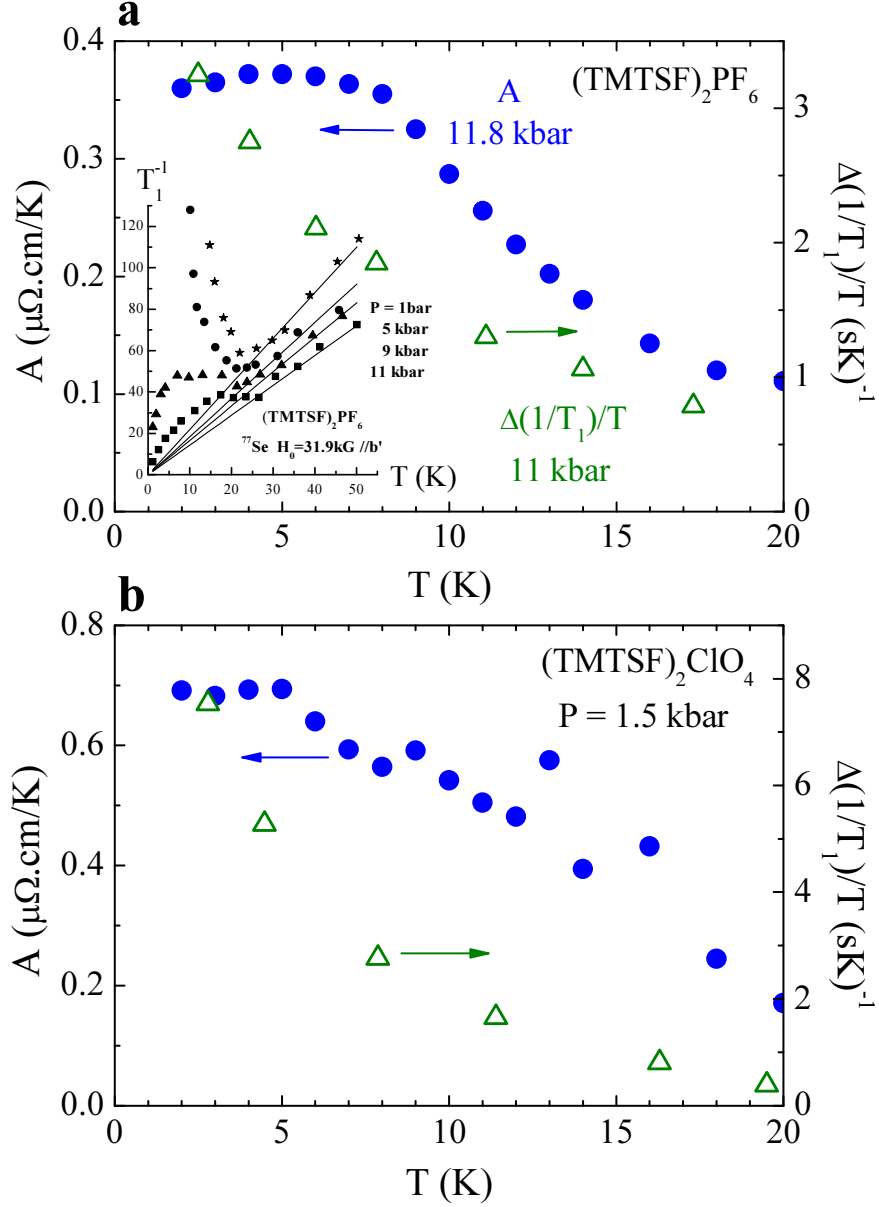 a
0.4
0.3
0.2
0.1
0.0
A (μΩ.cm/K)
(TMTSF)₂PF₆
A
11.8 kbar
3
2
1
0
Δ(1/T₁)/T (sK)⁻¹
Δ(1/T₁)/T
11 kbar
0 5 10 15 20
T (K)
T₁⁻¹
120
100
80
60
40
20
0
P = 1bar
5 kbar
9 kbar
11 kbar
(TMTSF)₂PF₆
⁷⁷Se H₀=31.9kG //b'
0 10 20 30 40 50
T (K)
b
0.8
0.6
0.4
0.2
0.0
A (μΩ.cm/K)
(TMTSF)₂ClO₄
P = 1.5 kbar
8
6
4
2
0
Δ(1/T₁)/T (sK)⁻¹
0 5 10 15 20
T (K)